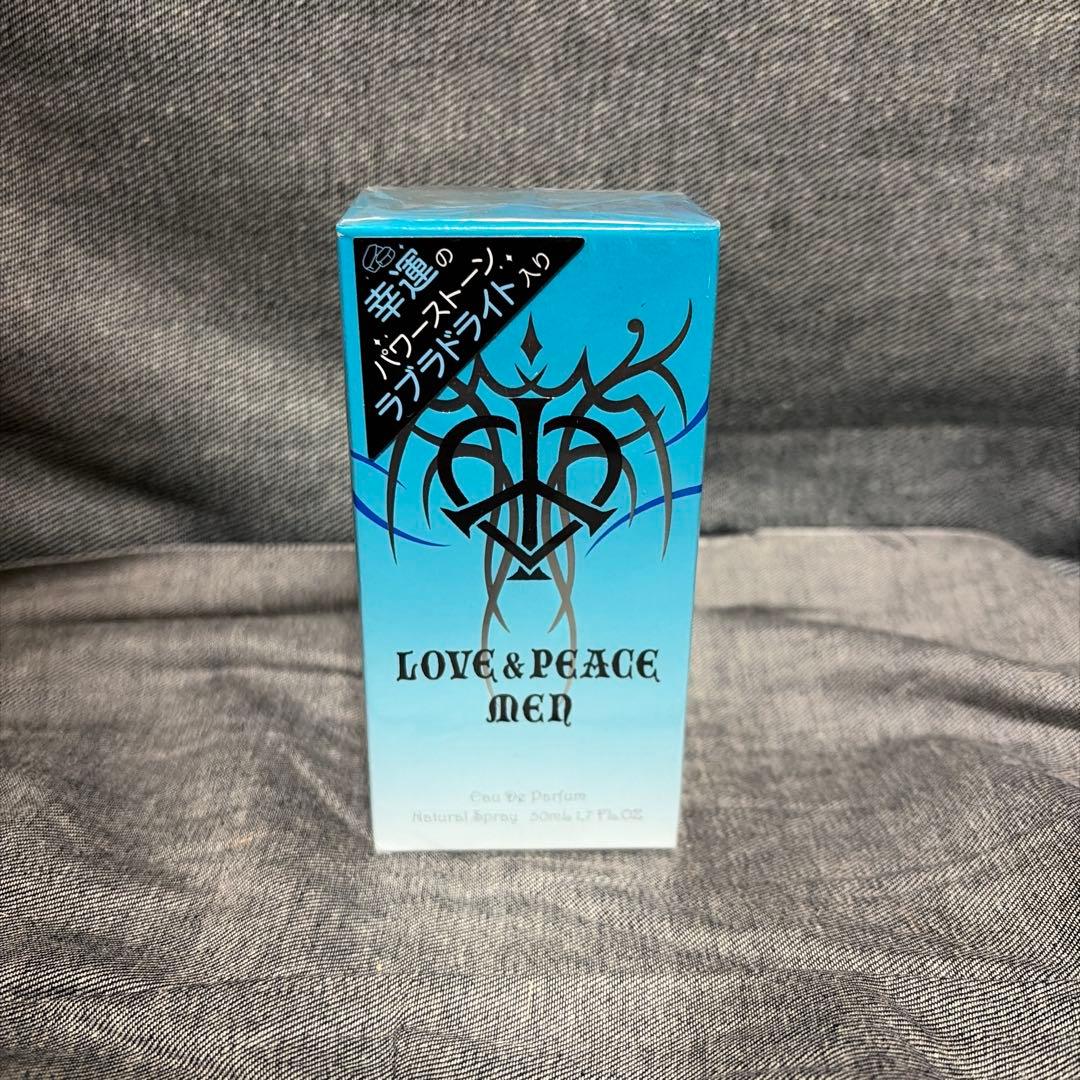 幸運の
パワーストーン
ラブラドライト入り
LOVE & PEACE
MEN
Eau De Parfum
Natural Spray 50mL 1.7 FL.OZ